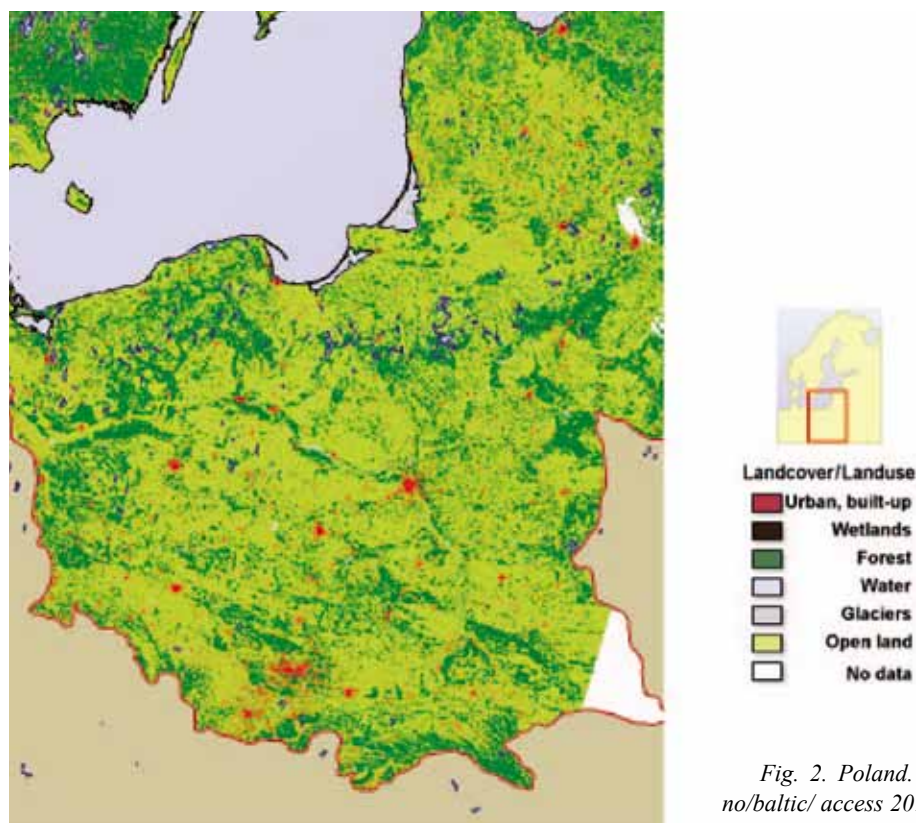 Landcover/Landuse
Urban, built-up
Wetlands
Forest
Water
Glaciers
Open land
No data
Fig. 2. Poland.
no/baltic/ access 20